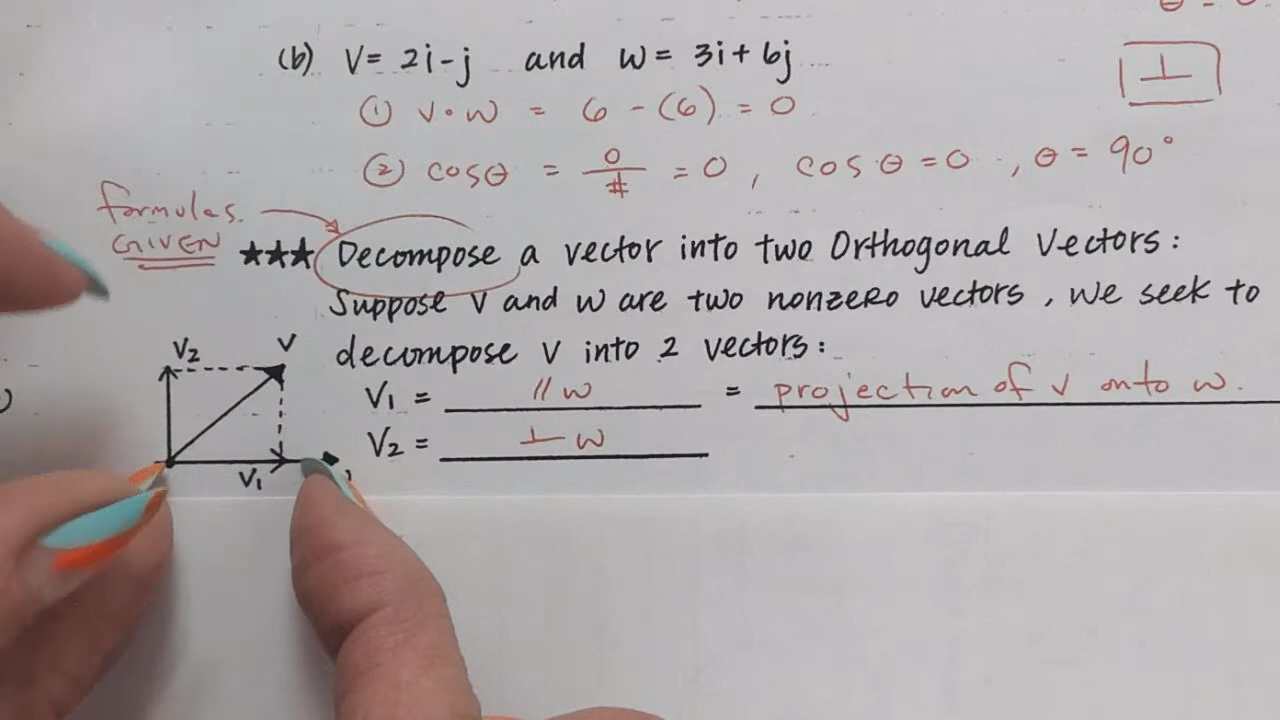 (b) V = 2i - j and w = 3i + 6j
① v • w = 6 - (6) = 0
② cos θ = 0/# = 0 , cos θ = 0 , θ = 90°
⊥
formulas.
GIVEN
★★★ Decompose a vector into two Orthogonal Vectors:
Suppose V and w are two nonzero vectors, we seek to
decompose V into 2 vectors:
V₁ = // w = projection of v onto w.
V₂ = ⊥ w
V₂
V
V₁